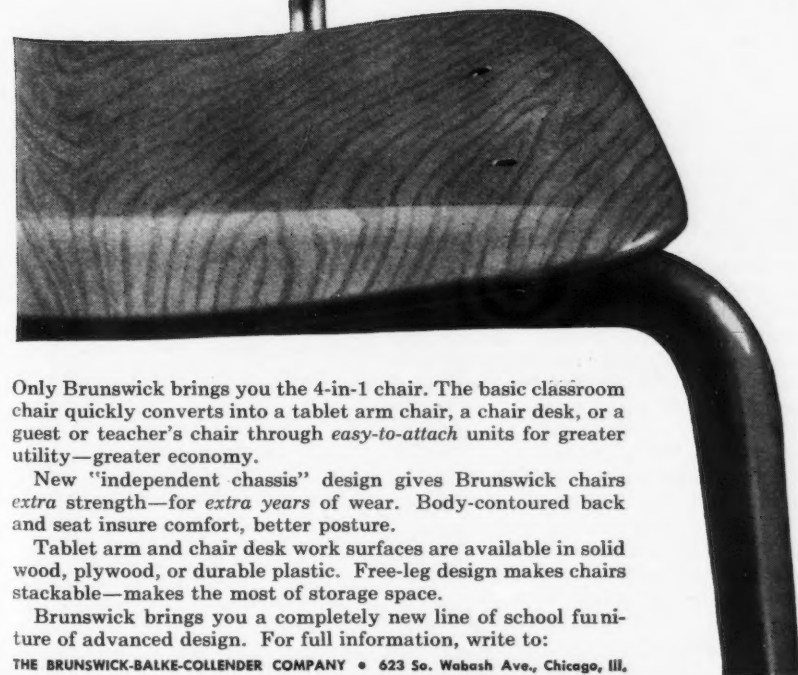 Only Brunswick brings you the 4-in-1 chair. The basic classroom
chair quickly converts into a tablet arm chair, a chair desk, or a
guest or teacher's chair through easy-to-attach units for greater
utility—greater economy.
New "independent chassis" design gives Brunswick chairs
extra strength—for extra years of wear. Body-contoured back
and seat insure comfort, better posture.
Tablet arm and chair desk work surfaces are available in solid
wood, plywood, or durable plastic. Free-leg design makes chairs
stackable—makes the most of storage space.
Brunswick brings you a completely new line of school furni-
ture of advanced design. For full information, write to:
THE BRUNSWICK-BALKE-COLLENDER COMPANY • 623 So. Wabash Ave., Chicago, Ill.